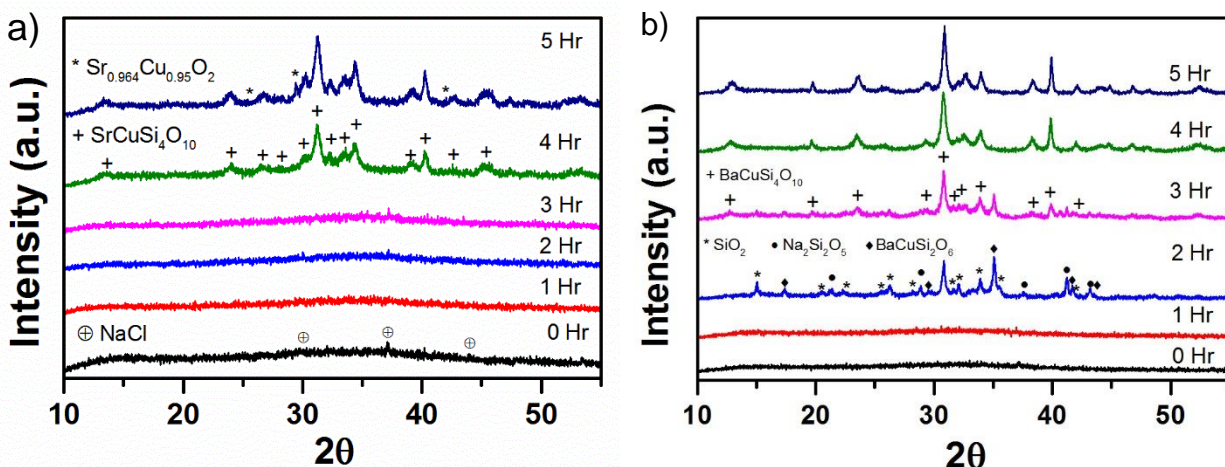 a)
Intensity (a.u.)
5 Hr
* Sr0.964Cu0.95O2
*
*
*
+ SrCuSi4O10
4 Hr
+ + + + + + + + + + + +
3 Hr
2 Hr
1 Hr
⊕ NaCl
0 Hr
⊕ ⊕ ⊕
10 20 30 40 50
2θ
b)
Intensity (a.u.)
5 Hr
4 Hr
3 Hr
+ BaCuSi4O10
+ + + + + + + + + +
* SiO2 ● Na2Si2O5 ◆ BaCuSi2O6
2 Hr
1 Hr
0 Hr
10 20 30 40 50
2θ